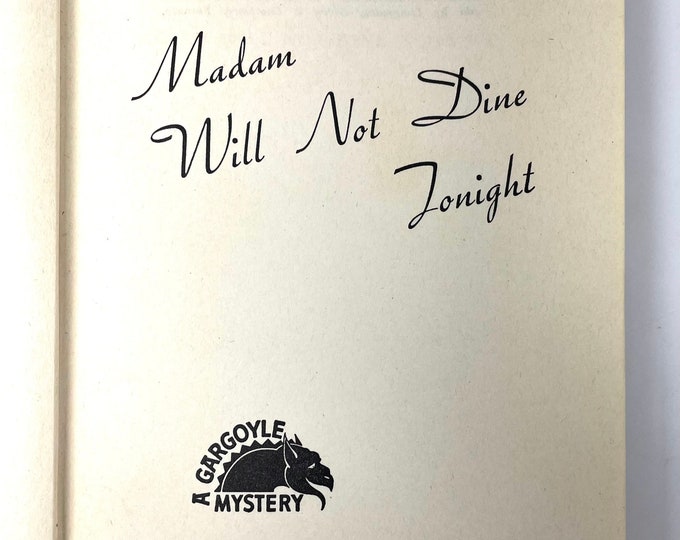 Madam
Will Not Dine
Tonight
A GARGOYLE
MYSTERY